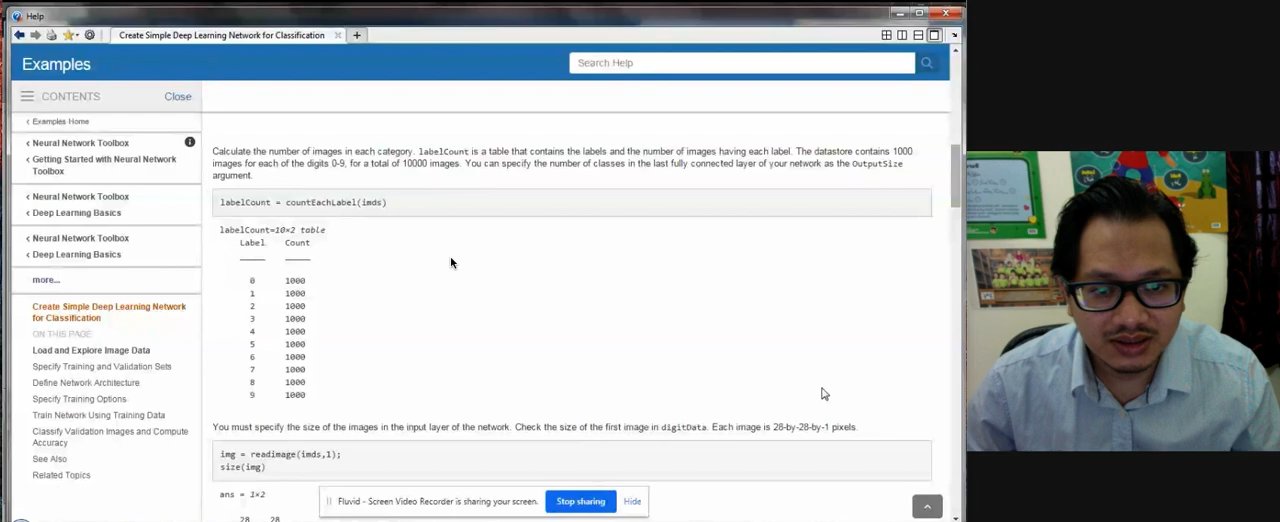 Help
Create Simple Deep Learning Network for Classification
Examples
Search Help
CONTENTS
Close
Examples Home
Neural Network Toolbox
Getting Started with Neural Network
Toolbox
Neural Network Toolbox
Deep Learning Basics
Neural Network Toolbox
Deep Learning Basics
more...
Create Simple Deep Learning Network
for Classification
ON THIS PAGE
Load and Explore Image Data
Specify Training and Validation Sets
Define Network Architecture
Specify Training Options
Train Network Using Training Data
Classify Validation Images and Compute
Accuracy
See Also
Related Topics
Calculate the number of images in each category. labelCount is a table that contains the labels and the number of images having each label. The datastore contains 1000
images for each of the digits 0-9, for a total of 10000 images. You can specify the number of classes in the last fully connected layer of your network as the OutputSize
argument.
labelCount = countEachLabel(imds)
labelCount=10×2 table
Label Count
_____ _____
0 1000
1 1000
2 1000
3 1000
4 1000
5 1000
6 1000
7 1000
8 1000
9 1000
You must specify the size of the images in the input layer of the network. Check the size of the first image in digitData. Each image is 28-by-28-by-1 pixels.
img = readimage(imds,1);
size(img)
ans = 1×2
28 28
Fluvid - Screen Video Recorder is sharing your screen.
Stop sharing
Hide